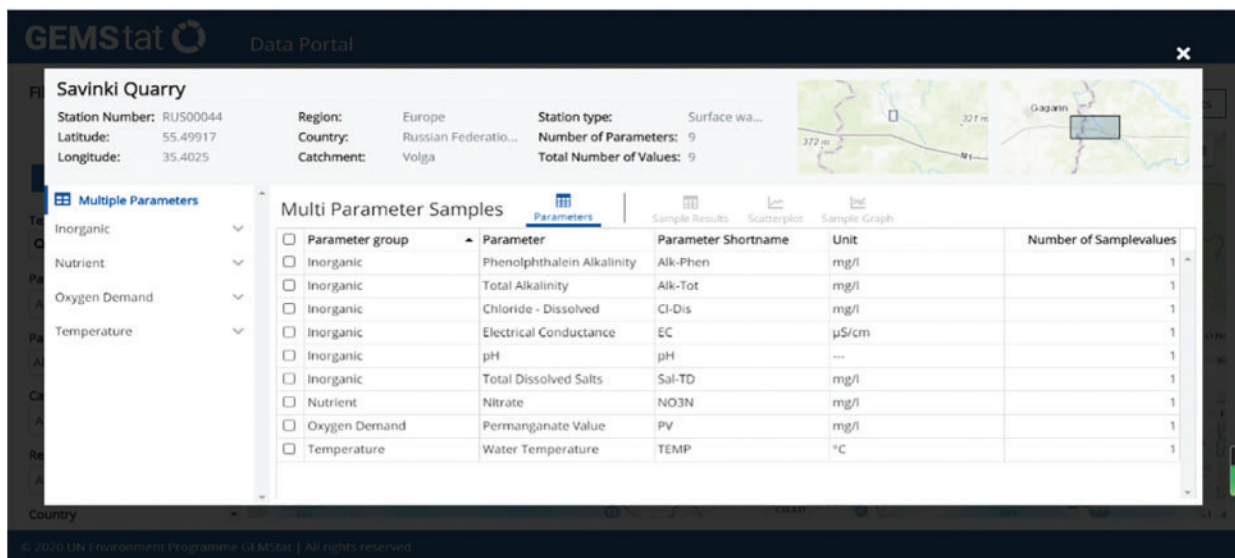 GEMStat Data Portal
×
Savinki Quarry
Station Number: RUS00044 Region: Europe Station type: Surface wa...
Latitude: 55.49917 Country: Russian Federatio... Number of Parameters: 9
Longitude: 35.4025 Catchment: Volga Total Number of Values: 9
372 m 321 m M1
Gagarin
Multiple Parameters
Inorganic
Nutrient
Oxygen Demand
Temperature
Multi Parameter Samples Parameters Sample Results Scatterplot Sample Graph
Parameter group Parameter Parameter Shortname Unit Number of Samplevalues
Inorganic Phenolphthalein Alkalinity Alk-Phen mg/l 1
Inorganic Total Alkalinity Alk-Tot mg/l 1
Inorganic Chloride - Dissolved Cl-Dis mg/l 1
Inorganic Electrical Conductance EC µS/cm 1
Inorganic pH pH --- 1
Inorganic Total Dissolved Salts Sal-TD mg/l 1
Nutrient Nitrate NO3N mg/l 1
Oxygen Demand Permanganate Value PV mg/l 1
Temperature Water Temperature TEMP °C 1
Country
CHAD
© 2020 UN Environment Programme GEMStat | All rights reserved